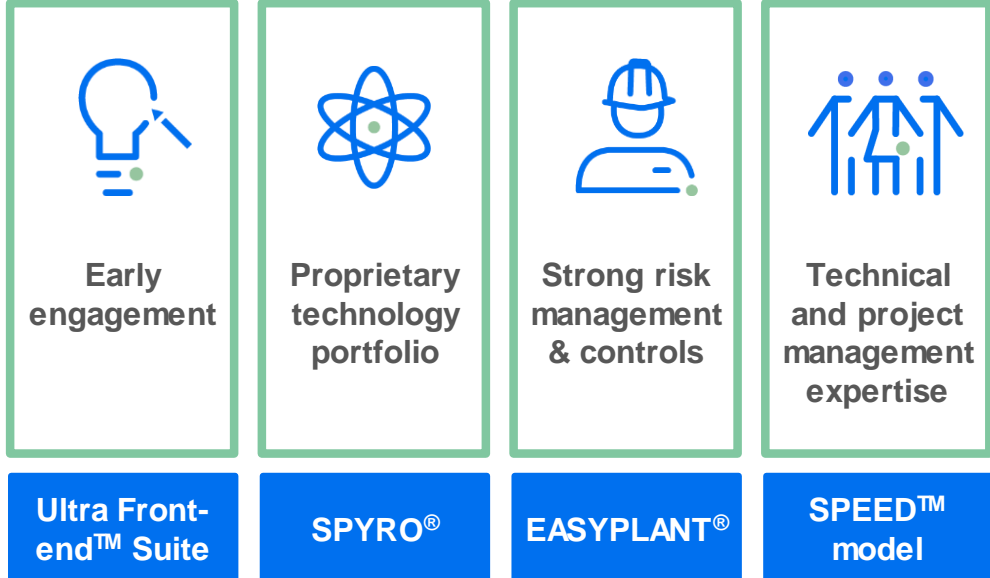 Early
engagement
Proprietary
technology
portfolio
Strong risk
management
& controls
Technical
and project
management
expertise
Ultra Front-
end™ Suite
SPYRO®
EASYPLANT®
SPEED™
model